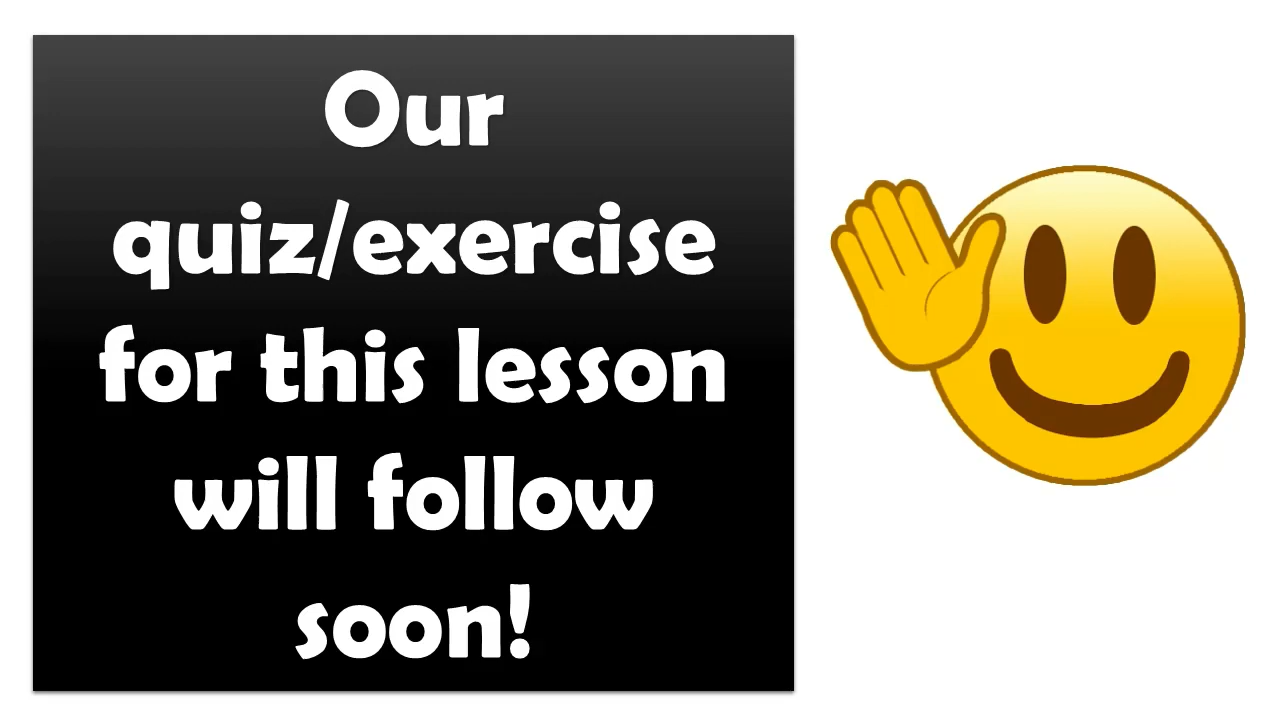 Our
quiz/exercise
for this lesson
will follow
soon!